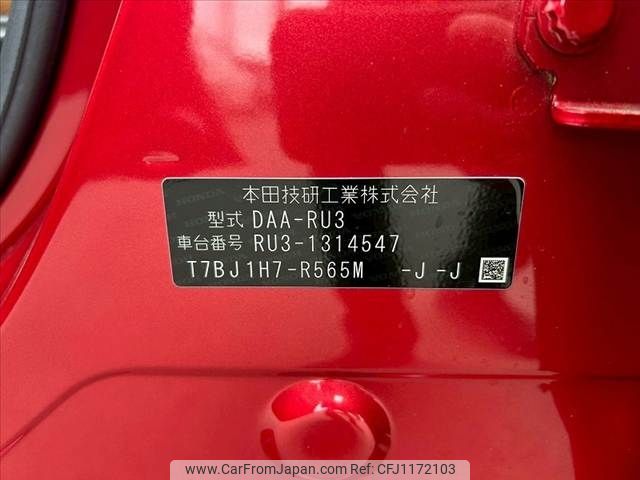 本田技研工業株式会社
型式 DAA-RU3
車台番号 RU3-1314547
T7BJ1H7-R565M -J -J
www.CarFromJapan.com | Ref No. CFJ1172103